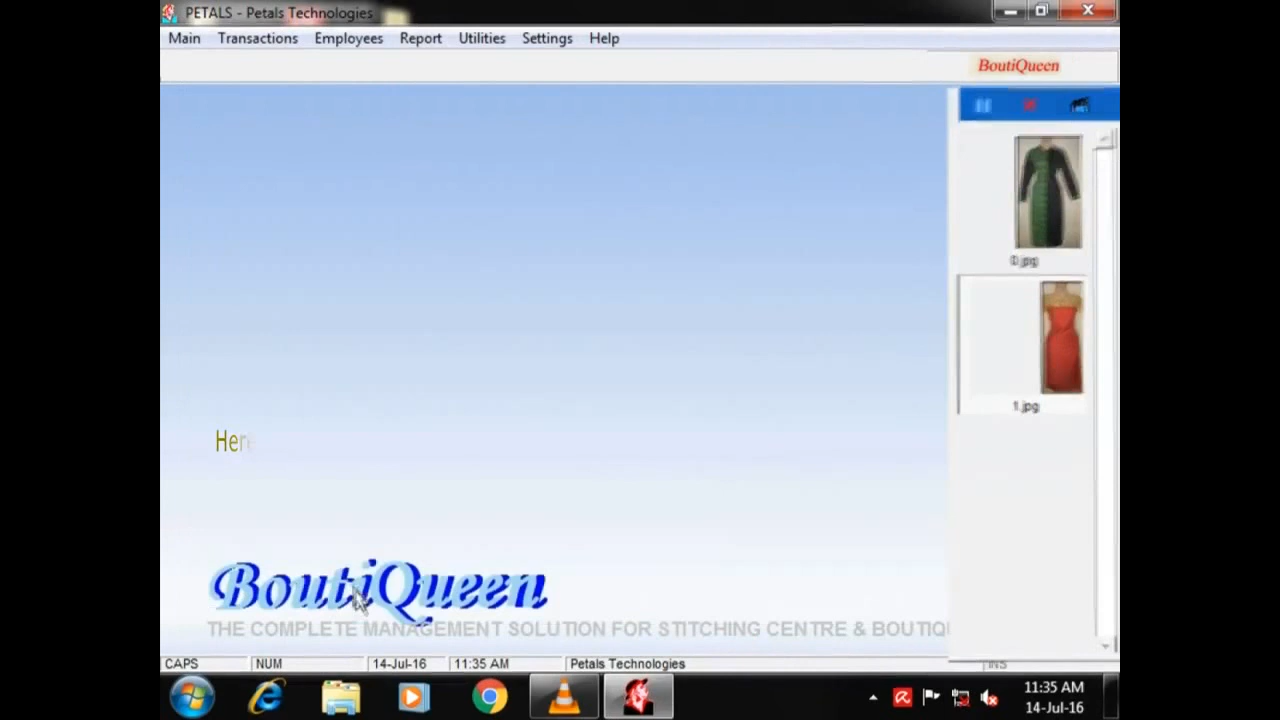 PETALS - Petals Technologies
Main Transactions Employees Report Utilities Settings Help
BoutiQueen
0.jpg
1.jpg
Her
BoutiQueen
THE COMPLETE MANAGEMENT SOLUTION FOR STITCHING CENTRE & BOUTIQ
CAPS NUM 14-Jul-16 11:35 AM Petals Technologies INS
11:35 AM
14-Jul-16